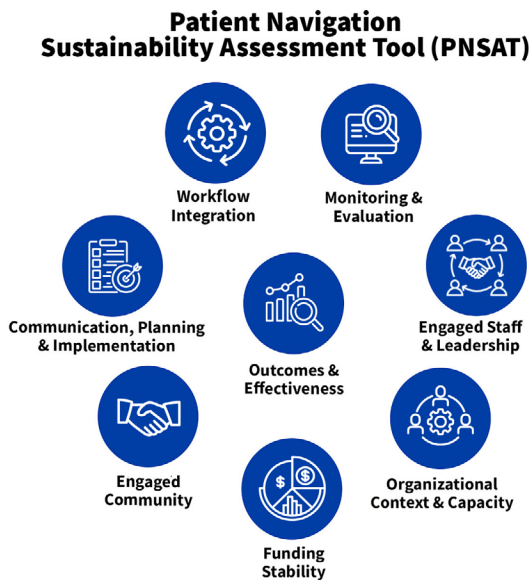 Patient Navigation
Sustainability Assessment Tool (PNSAT)
Workflow
Integration
Monitoring &
Evaluation
Communication, Planning
& Implementation
Outcomes &
Effectiveness
Engaged Staff
& Leadership
Engaged
Community
Funding
Stability
Organizational
Context & Capacity
$
$